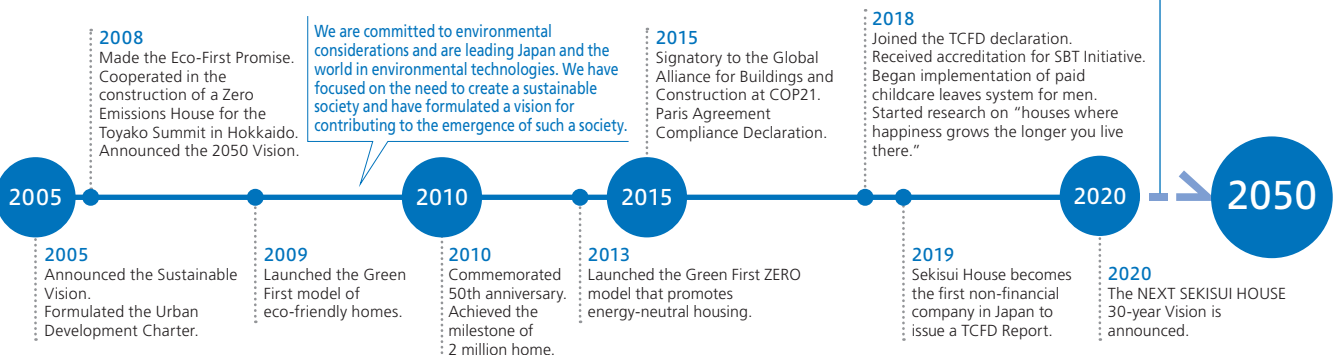 2008
Made the Eco-First Promise.
Cooperated in the
construction of a Zero
Emissions House for the
Toyako Summit in Hokkaido.
Announced the 2050 Vision.
We are committed to environmental
considerations and are leading Japan and the
world in environmental technologies. We have
focused on the need to create a sustainable
society and have formulated a vision for
contributing to the emergence of such a society.
2015
Signatory to the Global
Alliance for Buildings and
Construction at COP21.
Paris Agreement
Compliance Declaration.
2018
Joined the TCFD declaration.
Received accreditation for SBT Initiative.
Began implementation of paid
childcare leaves system for men.
Started research on “houses where
happiness grows the longer you live
there.”
2005
2010
2015
2020
2050
2005
Announced the Sustainable
Vision.
Formulated the Urban
Development Charter.
2009
Launched the Green
First model of
eco-friendly homes.
2010
Commemorated
50th anniversary.
Achieved the
milestone of
2 million home.
2013
Launched the Green First ZERO
model that promotes
energy-neutral housing.
2019
Sekisui House becomes
the first non-financial
company in Japan to
issue a TCFD Report.
2020
The NEXT SEKISUI HOUSE
30-year Vision is
announced.